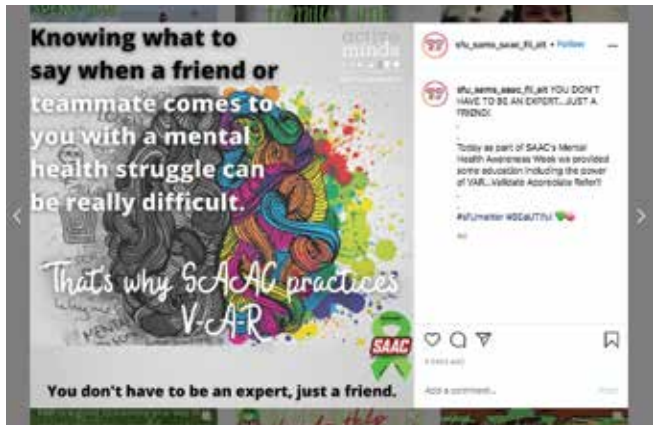 Knowing what to
say when a friend or
teammate comes to
you with a mental
health struggle can
be really difficult.
active
minds
That's why SAAC practices
V-A-R
SAAC
You don't have to be an expert, just a friend.
• Follow
YOU DON'T
HAVE TO BE AN EXPERT...JUST A
FRIEND!
.
.
Today as part of SAAC's Mental
Health Awareness Week we provided
some education including the power
of VAR...Validate Appreciate Refer!!
.
.
Add a comment...
Post